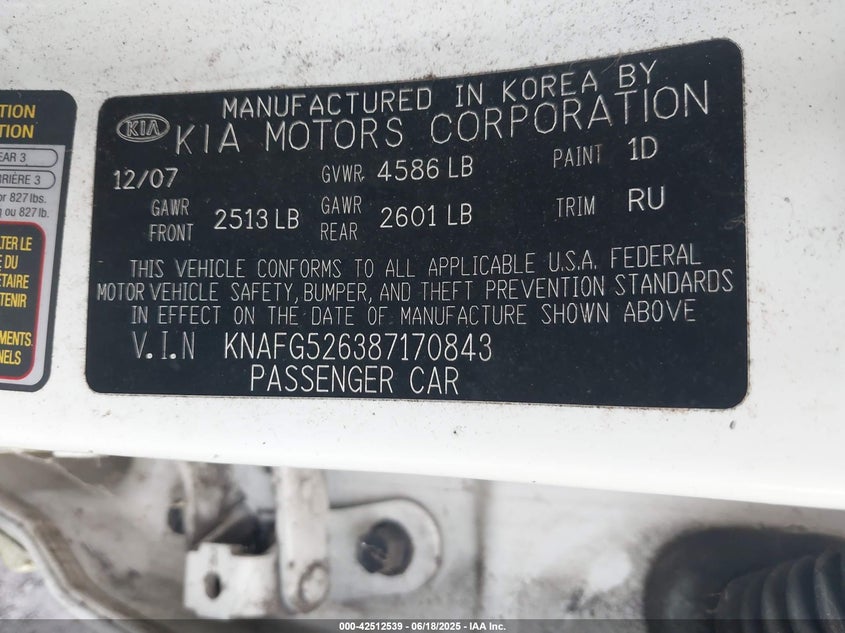 TION
TION
EAR 3
RRIÈRE 3
or 827 lbs.
ou 827 lb.
LTER LE
DU
ÉTAIRE
TENIR
MENTS.
NELS
MANUFACTURED IN KOREA BY
KIA KIA MOTORS CORPORATION
12/07 GVWR 4586 LB PAINT 1D
GAWR FRONT 2513 LB GAWR REAR 2601 LB TRIM RU
THIS VEHICLE CONFORMS TO ALL APPLICABLE U.S.A. FEDERAL
MOTOR VEHICLE SAFETY, BUMPER, AND THEFT PREVENTION STANDARDS
IN EFFECT ON THE DATE OF MANUFACTURE SHOWN ABOVE
V.I.N KNAFG526387170843
PASSENGER CAR
000-42512539 - 06/18/2025 - IAA Inc.